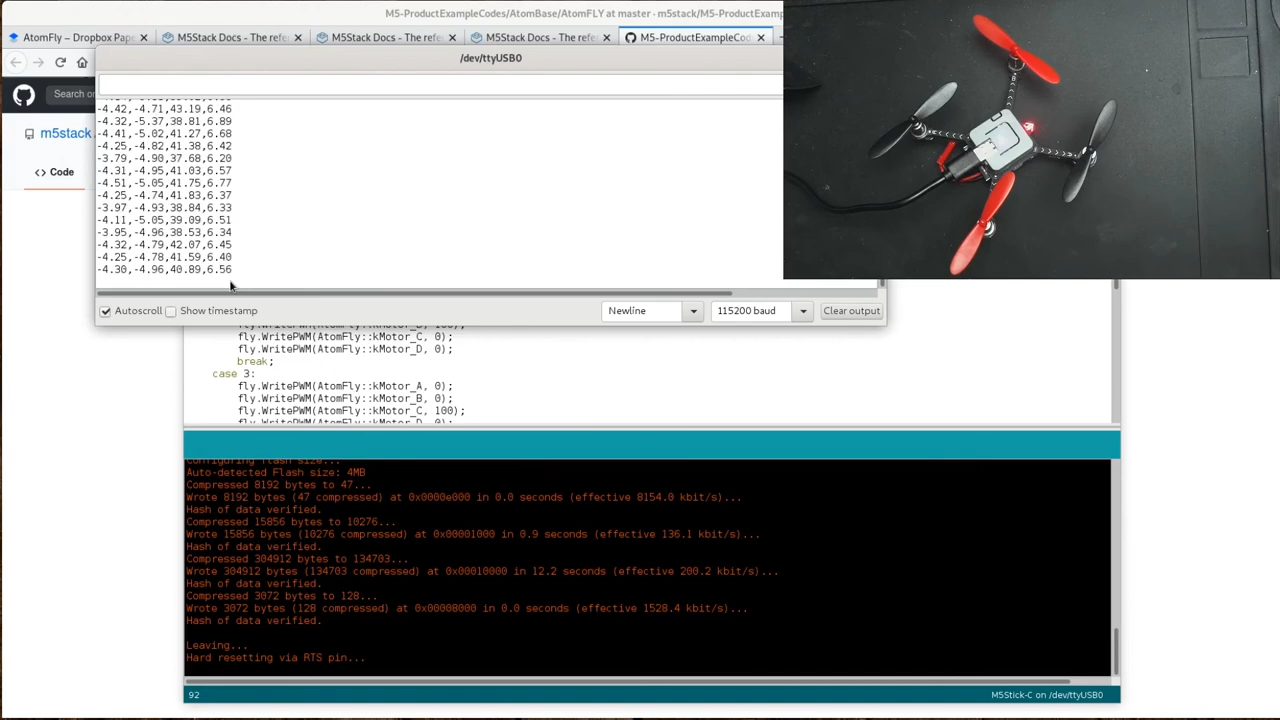 M5-ProductExampleCodes/AtomBase/AtomFLY at master · m5stack/M5-ProductExamp
AtomFly – Dropbox Pape
M5Stack Docs - The refe
M5Stack Docs - The refe
M5Stack Docs - The refe
M5-ProductExampleCod
/dev/ttyUSB0
Search or
m5stack
Code
-4.42,-4.71,43.19,6.46
-4.32,-5.37,38.81,6.89
-4.41,-5.02,41.27,6.68
-4.25,-4.82,41.38,6.42
-3.79,-4.90,37.68,6.20
-4.31,-4.95,41.03,6.57
-4.51,-5.05,41.75,6.77
-4.25,-4.74,41.83,6.37
-3.97,-4.93,38.84,6.33
-4.11,-5.05,39.09,6.51
-3.95,-4.96,38.53,6.34
-4.32,-4.79,42.07,6.45
-4.25,-4.78,41.59,6.40
-4.30,-4.96,40.89,6.56
Autoscroll Show timestamp Newline 115200 baud Clear output
fly.WritePWM(AtomFly::kMotor_C, 0);
fly.WritePWM(AtomFly::kMotor_D, 0);
break;
case 3:
fly.WritePWM(AtomFly::kMotor_A, 0);
fly.WritePWM(AtomFly::kMotor_B, 0);
fly.WritePWM(AtomFly::kMotor_C, 100);
fly.WritePWM(AtomFly::kMotor_D, 0);
Configuring flash size...
Auto-detected Flash size: 4MB
Compressed 8192 bytes to 47...
Wrote 8192 bytes (47 compressed) at 0x0000e000 in 0.0 seconds (effective 8154.0 kbit/s)...
Hash of data verified.
Compressed 15856 bytes to 10276...
Wrote 15856 bytes (10276 compressed) at 0x00001000 in 0.9 seconds (effective 136.1 kbit/s)...
Hash of data verified.
Compressed 304912 bytes to 134703...
Wrote 304912 bytes (134703 compressed) at 0x00010000 in 12.2 seconds (effective 200.2 kbit/s)...
Hash of data verified.
Compressed 3072 bytes to 128...
Wrote 3072 bytes (128 compressed) at 0x00008000 in 0.0 seconds (effective 1528.4 kbit/s)...
Hash of data verified.
Leaving...
Hard resetting via RTS pin...
92
M5Stick-C on /dev/ttyUSB0